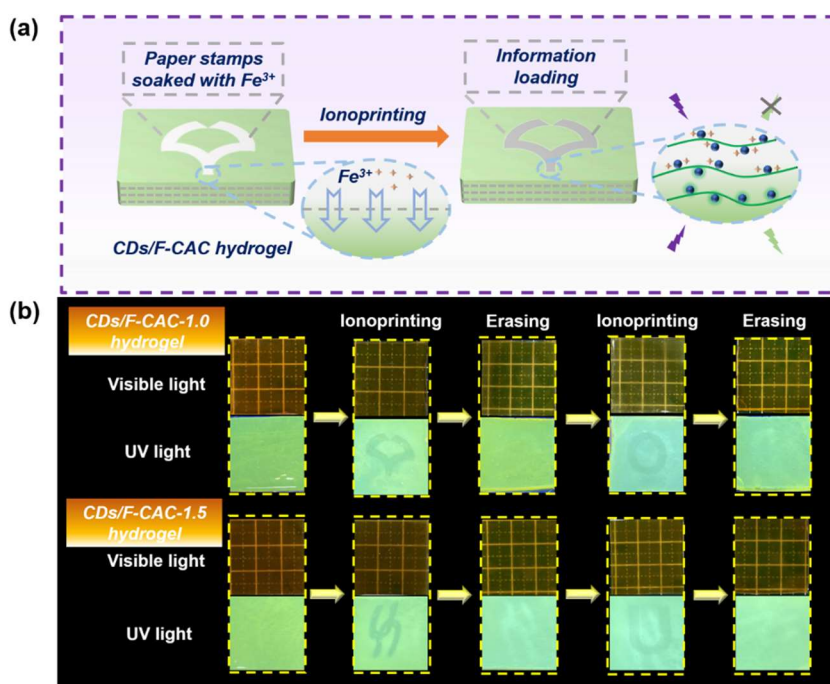 (a)
Paper stamps
soaked with Fe³⁺
Information
loading
Ionoprinting
Fe³⁺
CDs/F-CAC hydrogel
(b)
CDs/F-CAC-1.0
hydrogel
Ionoprinting
Erasing
Ionoprinting
Erasing
Visible light
UV light
CDs/F-CAC-1.5
hydrogel
Visible light
UV light